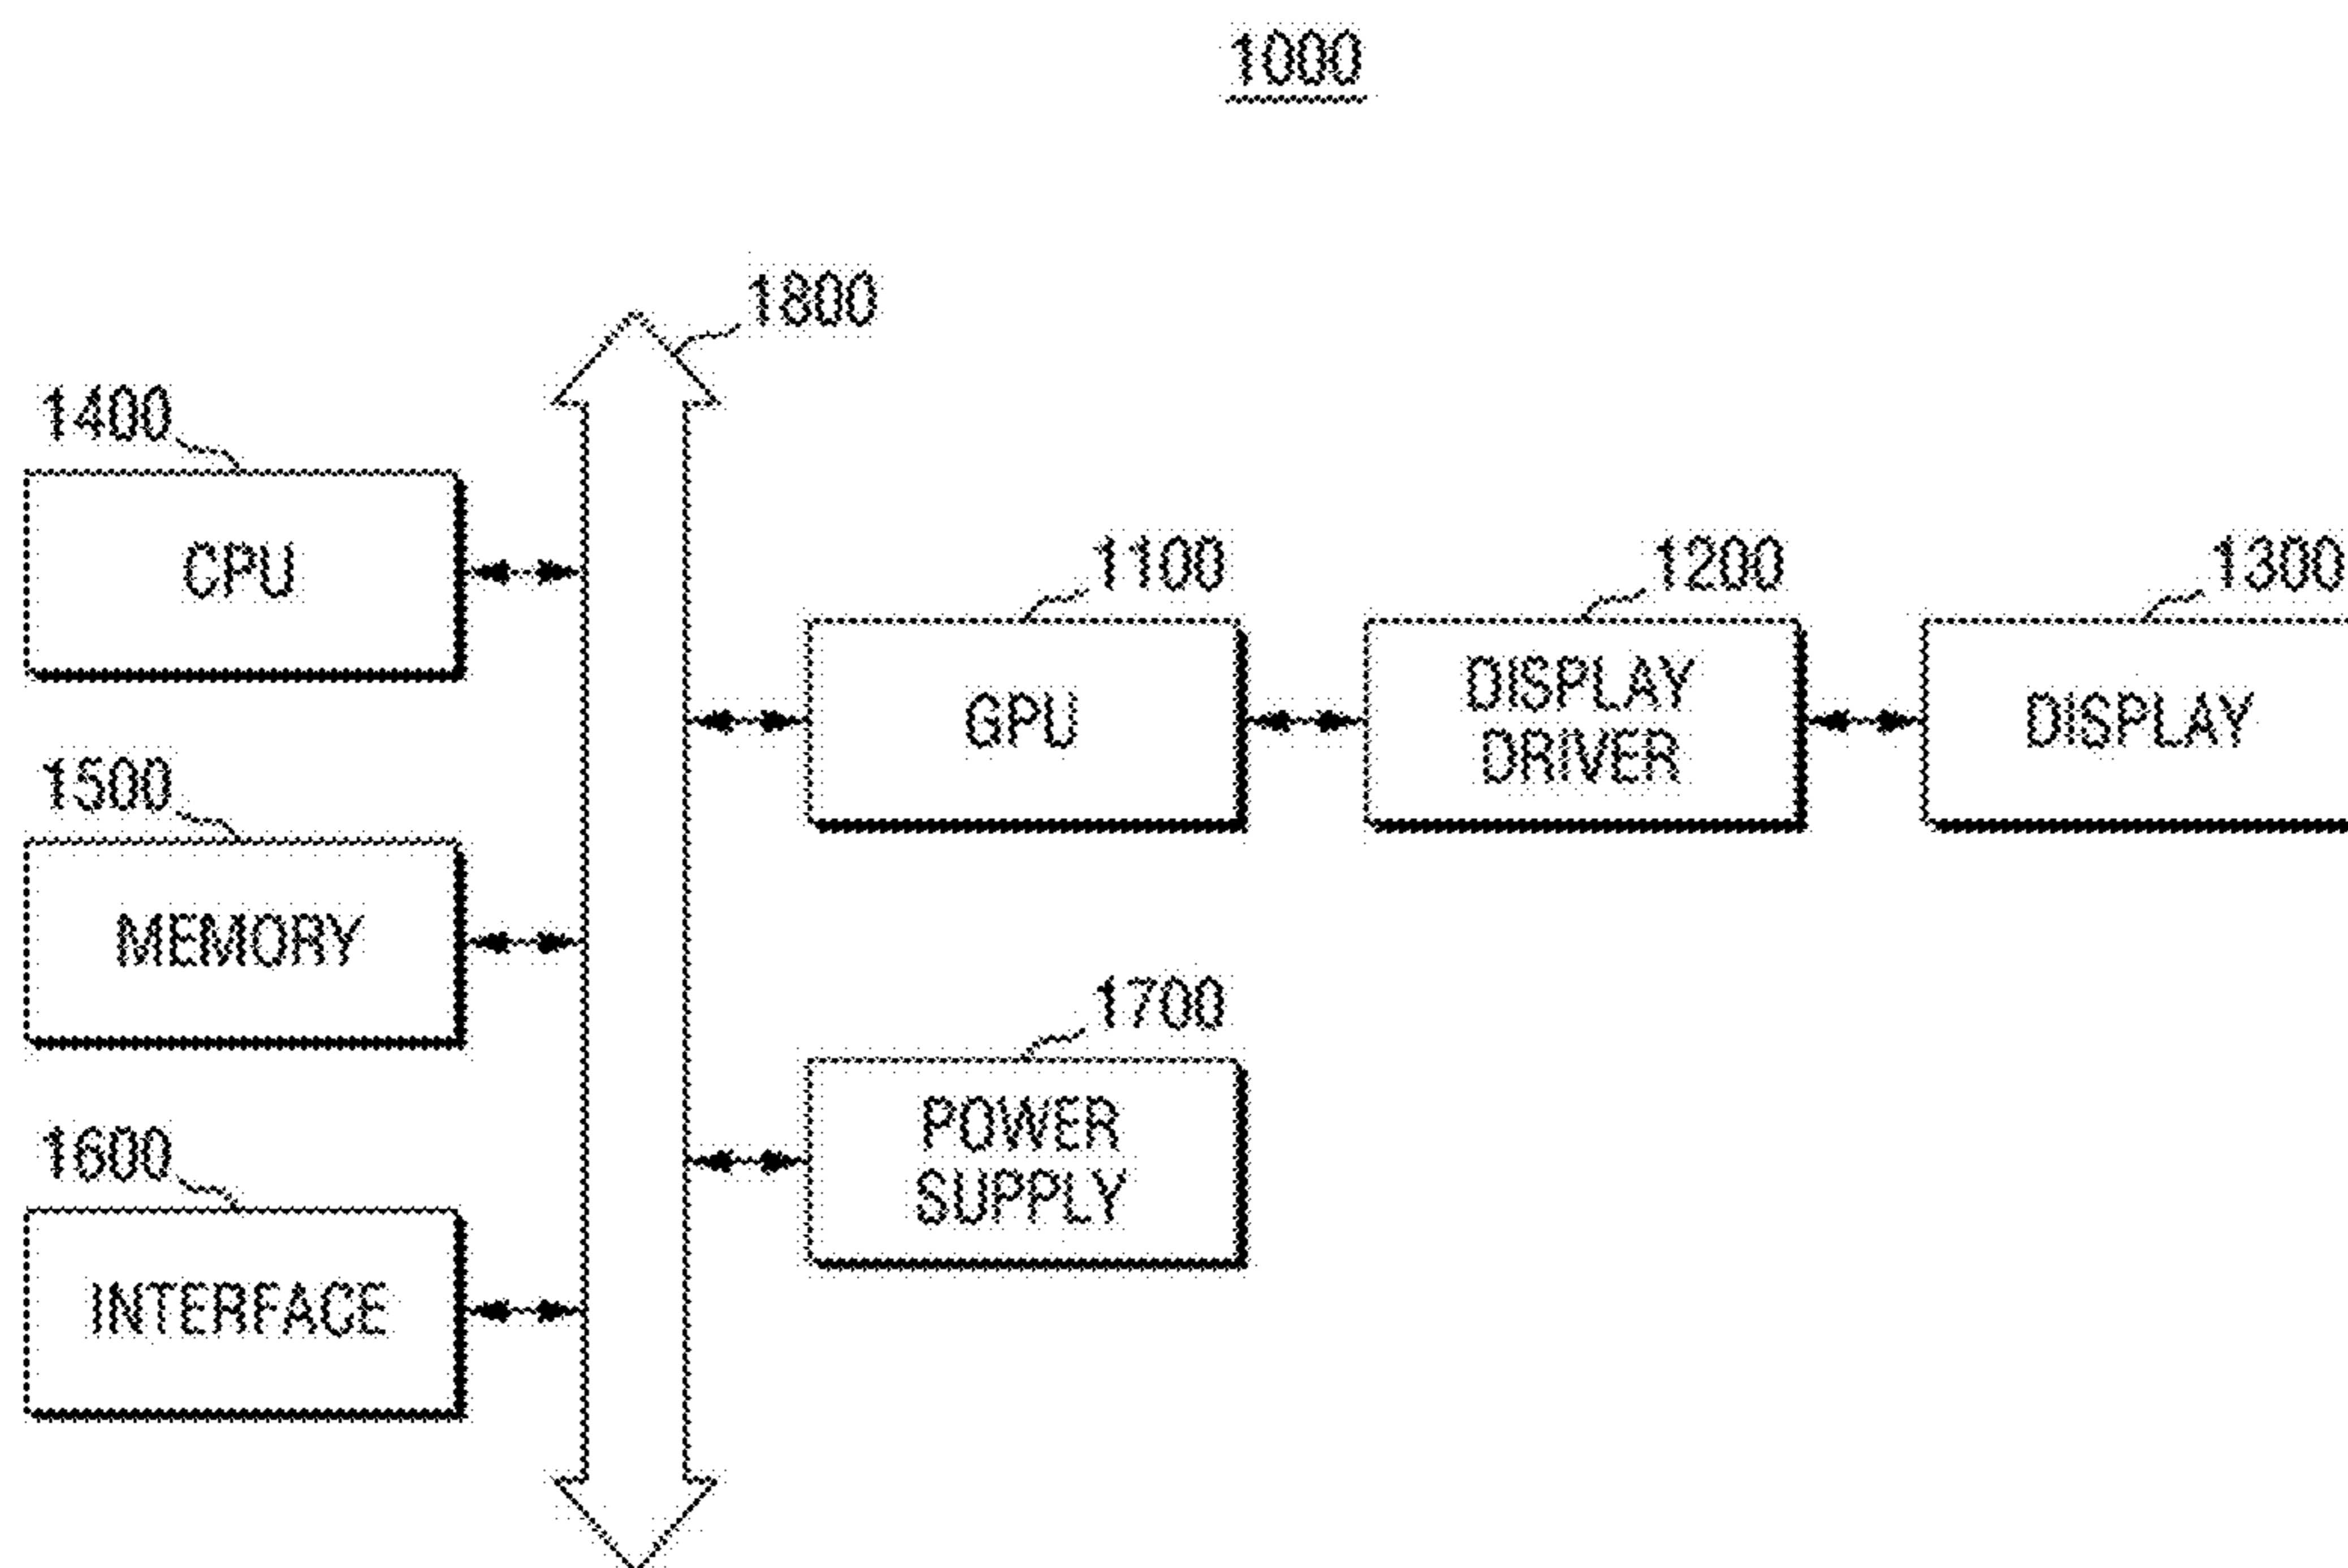 1000
1800
1400
CPU
1100
GPU
1200
DISPLAY
DRIVER
1300
DISPLAY
1500
MEMORY
1700
POWER
SUPPLY
1600
INTERFACE